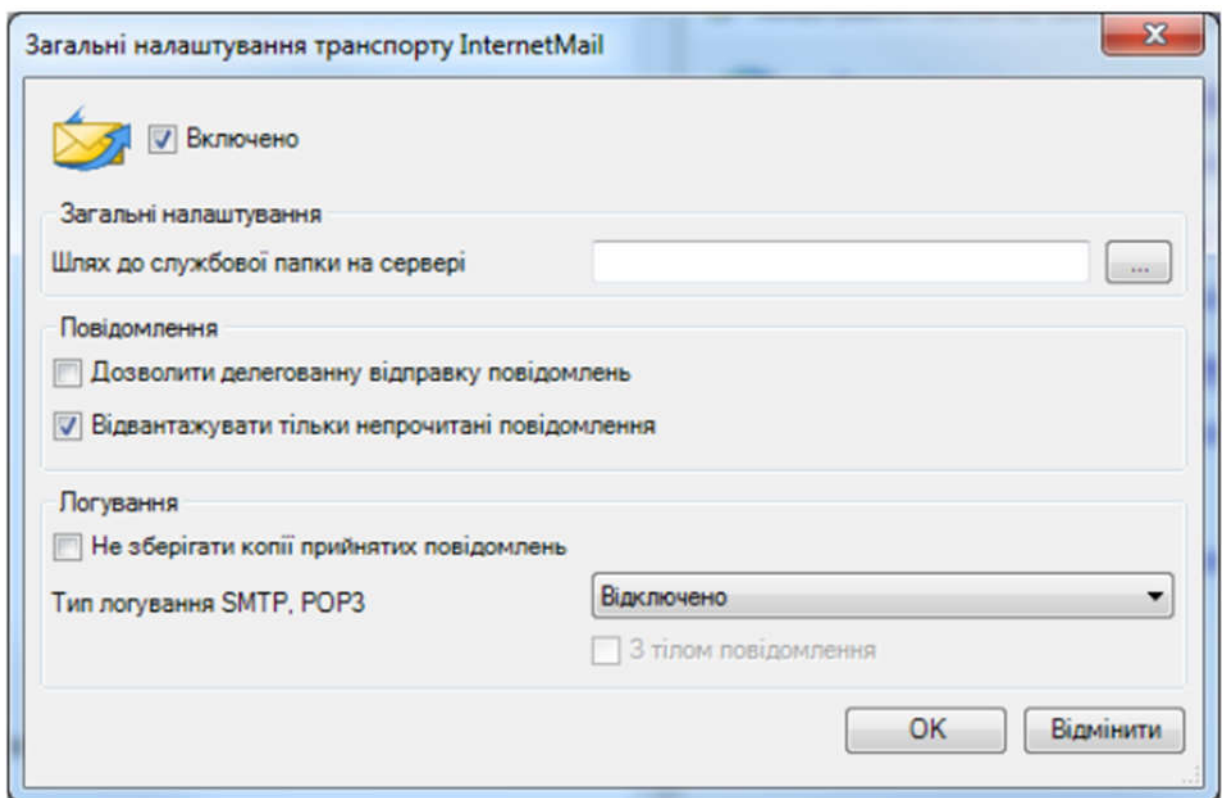 Загальні налаштування транспорту InternetMail
Включено
Загальні налаштування
Шлях до службової папки на сервері
...
Повідомлення
Дозволити делегованну відправку повідомлень
Відвантажувати тільки непрочитані повідомлення
Логування
Не зберігати копії прийнятих повідомлень
Тип логування SMTP, POP3 Відключено
З тілом повідомлення
OK Відмінити